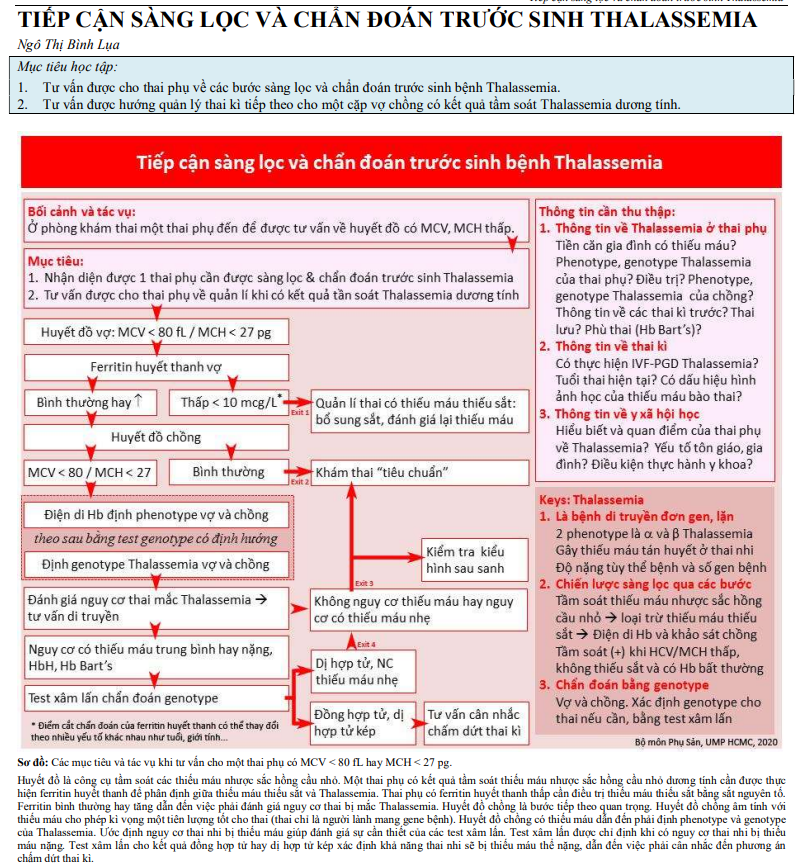 TIẾP CẬN SÀNG LỌC VÀ CHẨN ĐOÁN TRƯỚC SINH THALASSEMIA
Ngô Thị Bình Lụa
Mục tiêu học tập:
1. Tư vấn được cho thai phụ về các bước sàng lọc và chẩn đoán trước sinh bệnh Thalassemia.
2. Tư vấn được hướng quản lý thai kì tiếp theo cho một cặp vợ chồng có kết quả tầm soát Thalassemia dương tính.
Tiếp cận sàng lọc và chẩn đoán trước sinh bệnh Thalassemia
Bối cảnh và tác vụ:
Ở phòng khám thai một thai phụ đến để được tư vấn về huyết đồ có MCV, MCH thấp.
Mục tiêu:
1. Nhận diện được 1 thai phụ cần được sàng lọc & chẩn đoán trước sinh Thalassemia
2. Tư vấn được cho thai phụ về quản lí khi có kết quả tần soát Thalassemia dương tính
Huyết đồ vợ: MCV < 80 fL / MCH < 27 pg
Ferritin huyết thanh vợ
Bình thường hay ↑
Thấp < 10 mcg/L*
Exit 1
Quản lí thai có thiếu máu thiếu sắt:
bổ sung sắt, đánh giá lại thiếu máu
Huyết đồ chồng
MCV < 80 / MCH < 27
Bình thường
Exit 2
Khám thai “tiêu chuẩn”
Điện di Hb định phenotype vợ và chồng
theo sau bằng test genotype có định hướng
Định genotype Thalassemia vợ và chồng
Kiểm tra kiểu
hình sau sanh
Exit 3
Đánh giá nguy cơ thai mắc Thalassemia →
tư vấn di truyền
Không nguy cơ thiếu máu hay nguy
cơ có thiếu máu nhẹ
Exit 4
Nguy cơ có thiếu máu trung bình hay nặng,
HbH, Hb Bart’s
Dị hợp tử, NC
thiếu máu nhẹ
Test xâm lấn chẩn đoán genotype
Đồng hợp tử, dị
hợp tử kép
Tư vấn cân nhắc
chấm dứt thai kì
* Điểm cắt chẩn đoán của ferritin huyết thanh có thể thay đổi
theo nhiều yếu tố khác nhau như tuổi, giới tính...
Thông tin cần thu thập:
1. Thông tin về Thalassemia ở thai phụ
Tiền căn gia đình có thiếu máu?
Phenotype, genotype Thalassemia
của thai phụ? Điều trị? Phenotype,
genotype Thalassemia của chồng?
Thông tin về các thai kì trước? Thai
lưu? Phù thai (Hb Bart’s)?
2. Thông tin về thai kì
Có thực hiện IVF-PGD Thalassemia?
Tuổi thai hiện tại? Có dấu hiệu hình
ảnh học của thiếu máu bào thai?
3. Thông tin về y xã hội học
Hiểu biết và quan điểm của thai phụ
về Thalassemia? Yếu tố tôn giáo, gia
đình? Điều kiện thực hành y khoa?
Keys: Thalassemia
1. Là bệnh di truyền đơn gen, lặn
2 phenotype là α và β Thalassemia
Gây thiếu máu tán huyết ở thai nhi
Độ nặng tùy thể bệnh và số gen bệnh
2. Chiến lược sàng lọc qua các bước
Tầm soát thiếu máu nhược sắc hồng
cầu nhỏ → loại trừ thiếu máu thiếu
sắt → Điện di Hb và khảo sát chồng
Tầm soát (+) khi HCV/MCH thấp,
không thiếu sắt và có Hb bất thường
3. Chẩn đoán bằng genotype
Vợ và chồng. Xác định genotype cho
thai nếu cần, bằng test xâm lấn
Bộ môn Phụ Sản, UMP HCMC, 2020
Sơ đồ: Các mục tiêu và tác vụ khi tư vấn cho một thai phụ có MCV < 80 fL hay MCH < 27 pg.
Huyết đồ là công cụ tầm soát các thiếu máu nhược sắc hồng cầu nhỏ. Một thai phụ có kết quả tầm soát thiếu máu nhược sắc hồng cầu nhỏ dương tính cần được thực
hiện ferritin huyết thanh để phân định giữa thiếu máu thiếu sắt và Thalassemia. Thai phụ có ferritin huyết thanh thấp cần điều trị thiếu máu thiếu sắt bằng sắt nguyên tố.
Ferritin bình thường hay tăng dẫn đến việc phải đánh giá nguy cơ thai bị mắc Thalassemia. Huyết đồ chồng là bước tiếp theo quan trọng. Huyết đồ chồng âm tính với
thiếu máu cho phép kì vọng một tiên lượng tốt cho thai (thai chỉ là người lành mang gene bệnh). Huyết đồ chồng có thiếu máu dẫn đến phải định phenotype và genotype
của Thalassemia. Ước định nguy cơ thai nhi bị thiếu máu giúp đánh giá sự cần thiết của các test xâm lấn. Test xâm lấn được chỉ định khi có nguy cơ thai nhi bị thiếu
máu nặng. Test xâm lấn cho kết quả đồng hợp tử hay dị hợp tử kép xác định khả năng thai nhi sẽ bị thiếu máu thể nặng, dẫn đến việc phải cân nhắc đến phương án
chấm dứt thai kì.